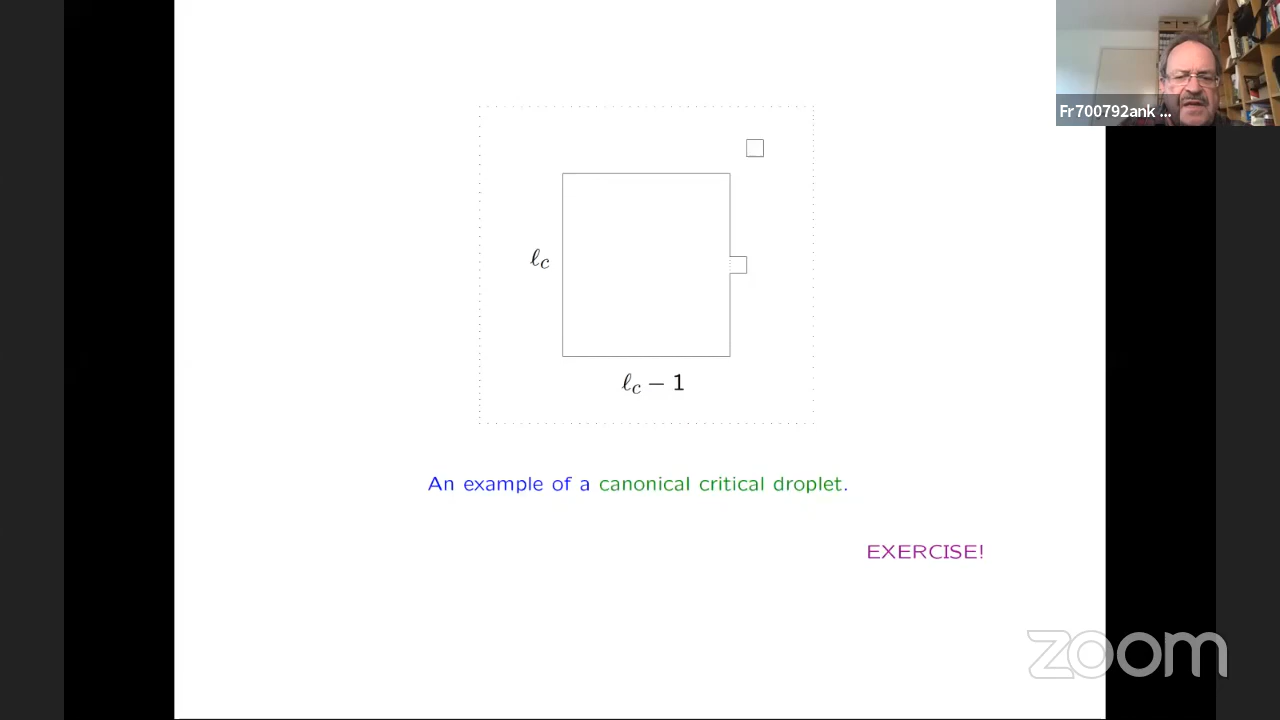 Fr700792ank ...
ℓc
ℓc − 1
An example of a canonical critical droplet.
EXERCISE!
zoom